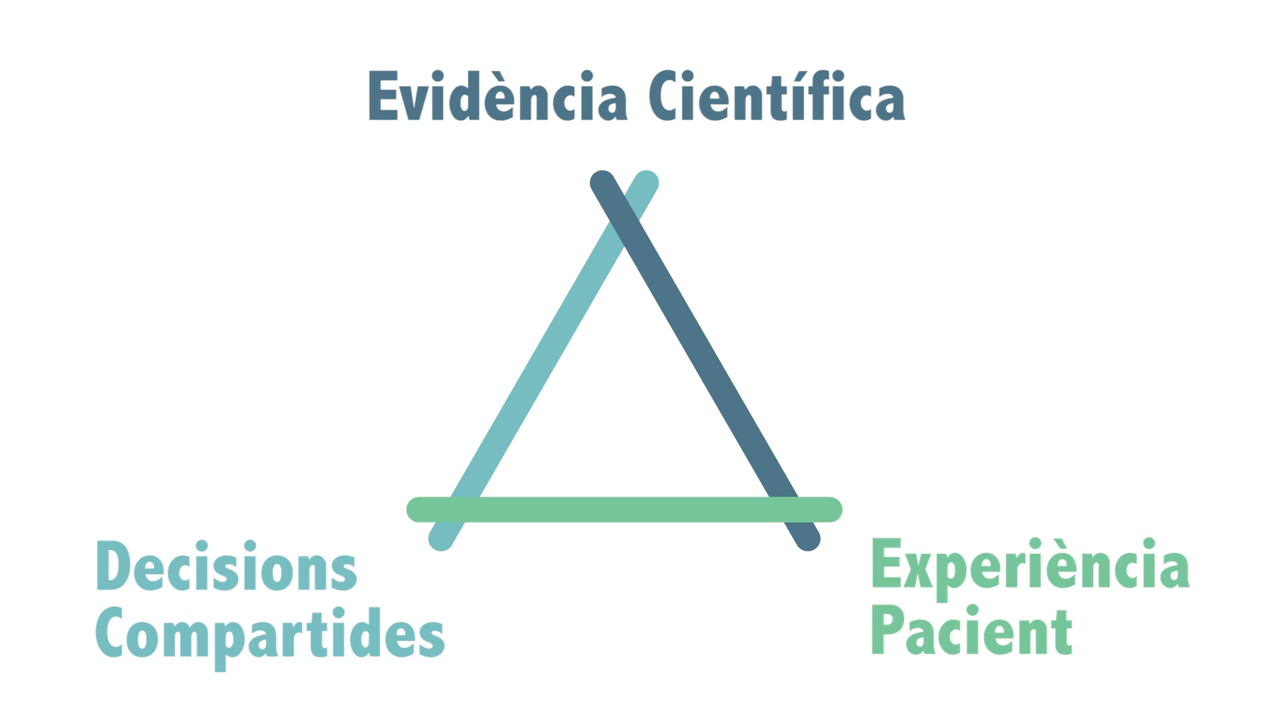 Evidència Científica
Decisions
Compartides
Experiència
Pacient